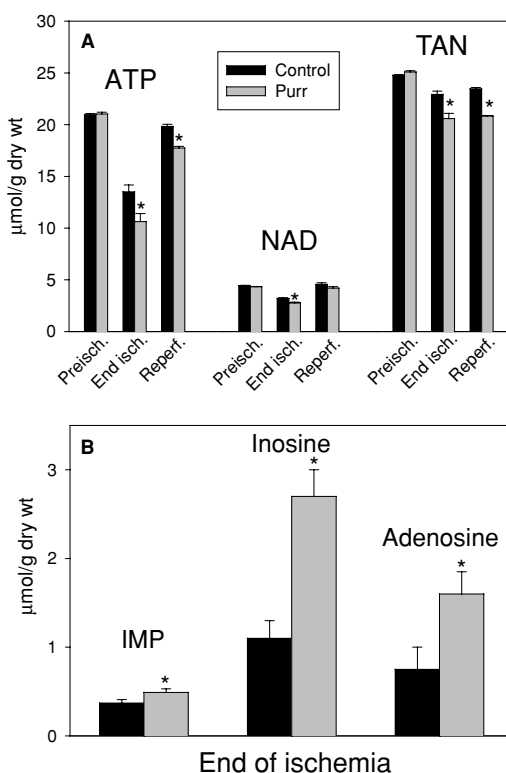 A
ATP
TAN
NAD
Control
Purr
µmol/g dry wt
30
25
20
15
10
5
0
*
*
*
*
*
Preisch.
End isch.
Reperf.
Preisch.
End isch.
Reperf.
Preisch.
End isch.
Reperf.
B
Inosine
Adenosine
IMP
µmol/g dry wt
3
2
1
0
*
*
*
End of ischemia